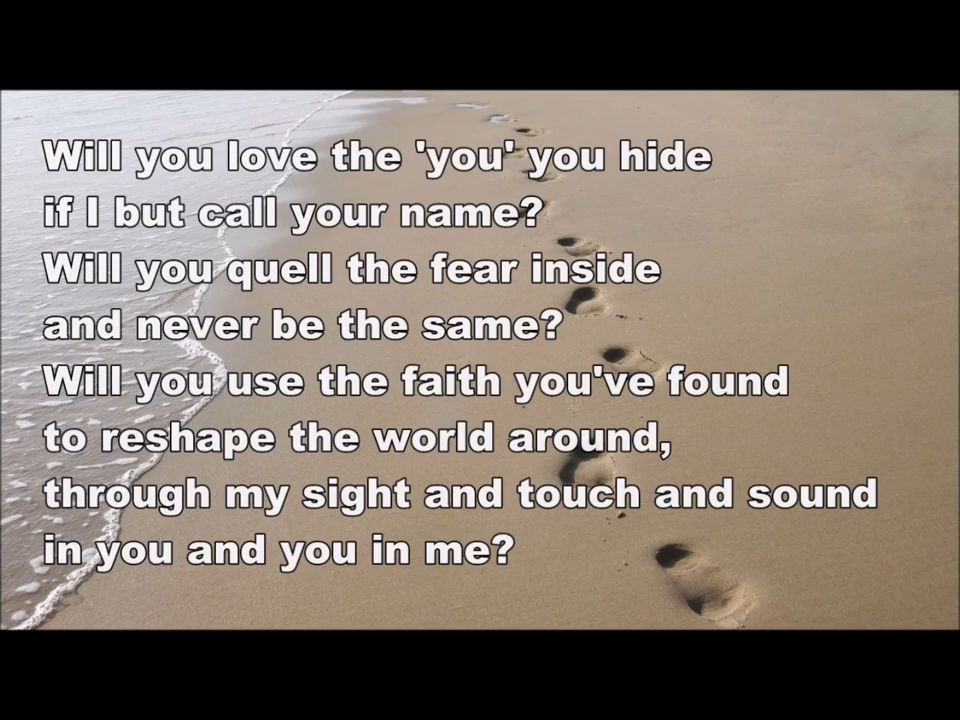 Will you love the 'you' you hide
if I but call your name?
Will you quell the fear inside
and never be the same?
Will you use the faith you've found
to reshape the world around,
through my sight and touch and sound
in you and you in me?